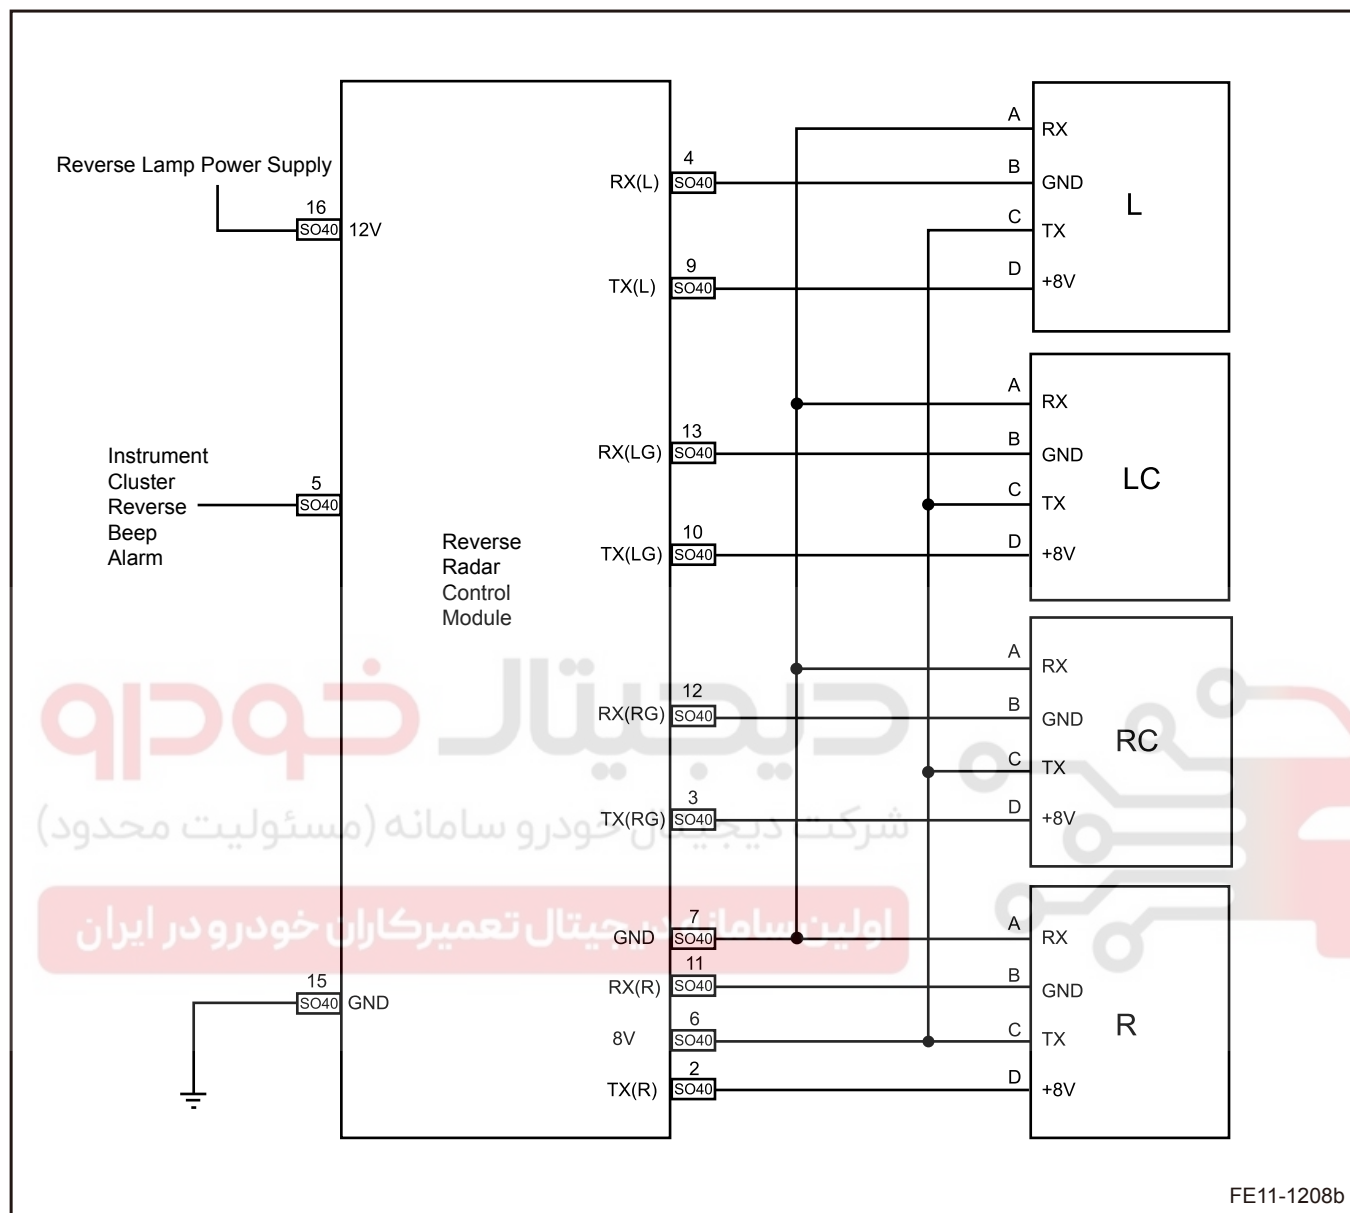 Reverse Lamp Power Supply
16
SO40
12V
Instrument
Cluster
Reverse
Beep
Alarm
5
SO40
15
SO40
GND
Reverse
Radar
Control
Module
4
RX(L)
SO40
9
TX(L)
SO40
13
RX(LG)
SO40
10
TX(LG)
SO40
12
RX(RG)
SO40
3
TX(RG)
SO40
7
GND
SO40
11
RX(R)
SO40
6
8V
SO40
2
TX(R)
SO40
A
RX
B
GND
C
TX
D
+8V
L
A
RX
B
GND
C
TX
D
+8V
LC
A
RX
B
GND
C
TX
D
+8V
RC
A
RX
B
GND
C
TX
D
+8V
R
دیجیتال خودرو
شرکت دیجیتال خودرو سامانه (مسئولیت محدود)
اولین سامانه دیجیتال تعمیرکاران خودرو در ایران
FE11-1208b